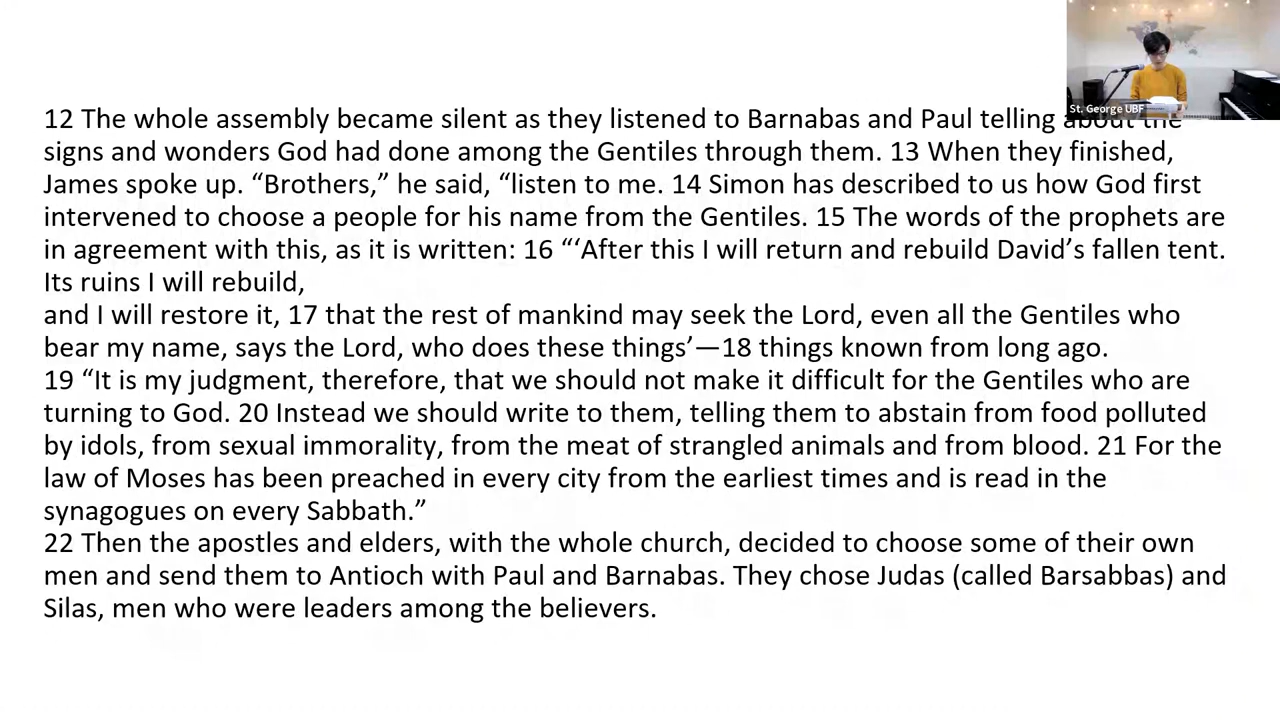 St. George UBF
12 The whole assembly became silent as they listened to Barnabas and Paul telling about the
signs and wonders God had done among the Gentiles through them. 13 When they finished,
James spoke up. “Brothers,” he said, “listen to me. 14 Simon has described to us how God first
intervened to choose a people for his name from the Gentiles. 15 The words of the prophets are
in agreement with this, as it is written: 16 “‘After this I will return and rebuild David’s fallen tent.
Its ruins I will rebuild,
and I will restore it, 17 that the rest of mankind may seek the Lord, even all the Gentiles who
bear my name, says the Lord, who does these things’—18 things known from long ago.
19 “It is my judgment, therefore, that we should not make it difficult for the Gentiles who are
turning to God. 20 Instead we should write to them, telling them to abstain from food polluted
by idols, from sexual immorality, from the meat of strangled animals and from blood. 21 For the
law of Moses has been preached in every city from the earliest times and is read in the
synagogues on every Sabbath.”
22 Then the apostles and elders, with the whole church, decided to choose some of their own
men and send them to Antioch with Paul and Barnabas. They chose Judas (called Barsabbas) and
Silas, men who were leaders among the believers.